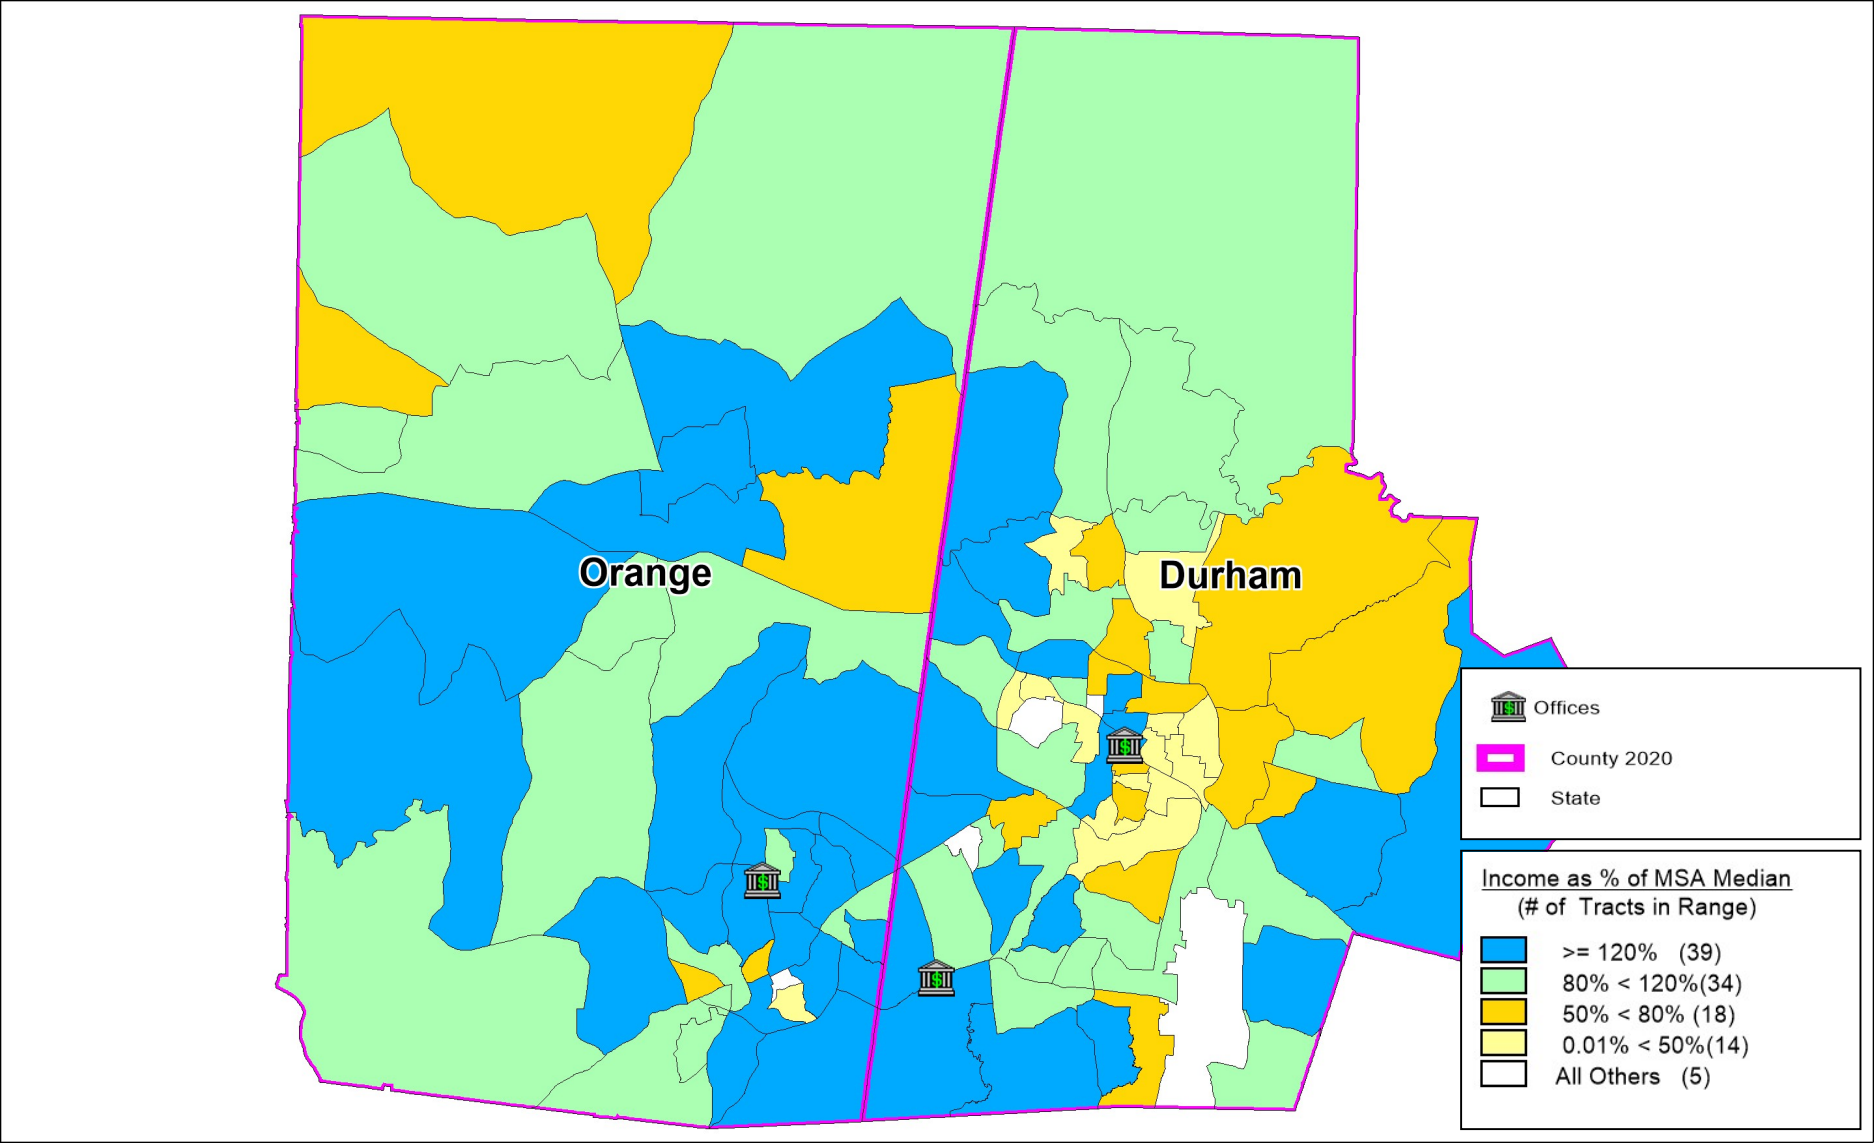 Orange
Durham
Offices
County 2020
State
Income as % of MSA Median
(# of Tracts in Range)
>= 120% (39)
80% < 120%(34)
50% < 80% (18)
0.01% < 50%(14)
All Others (5)